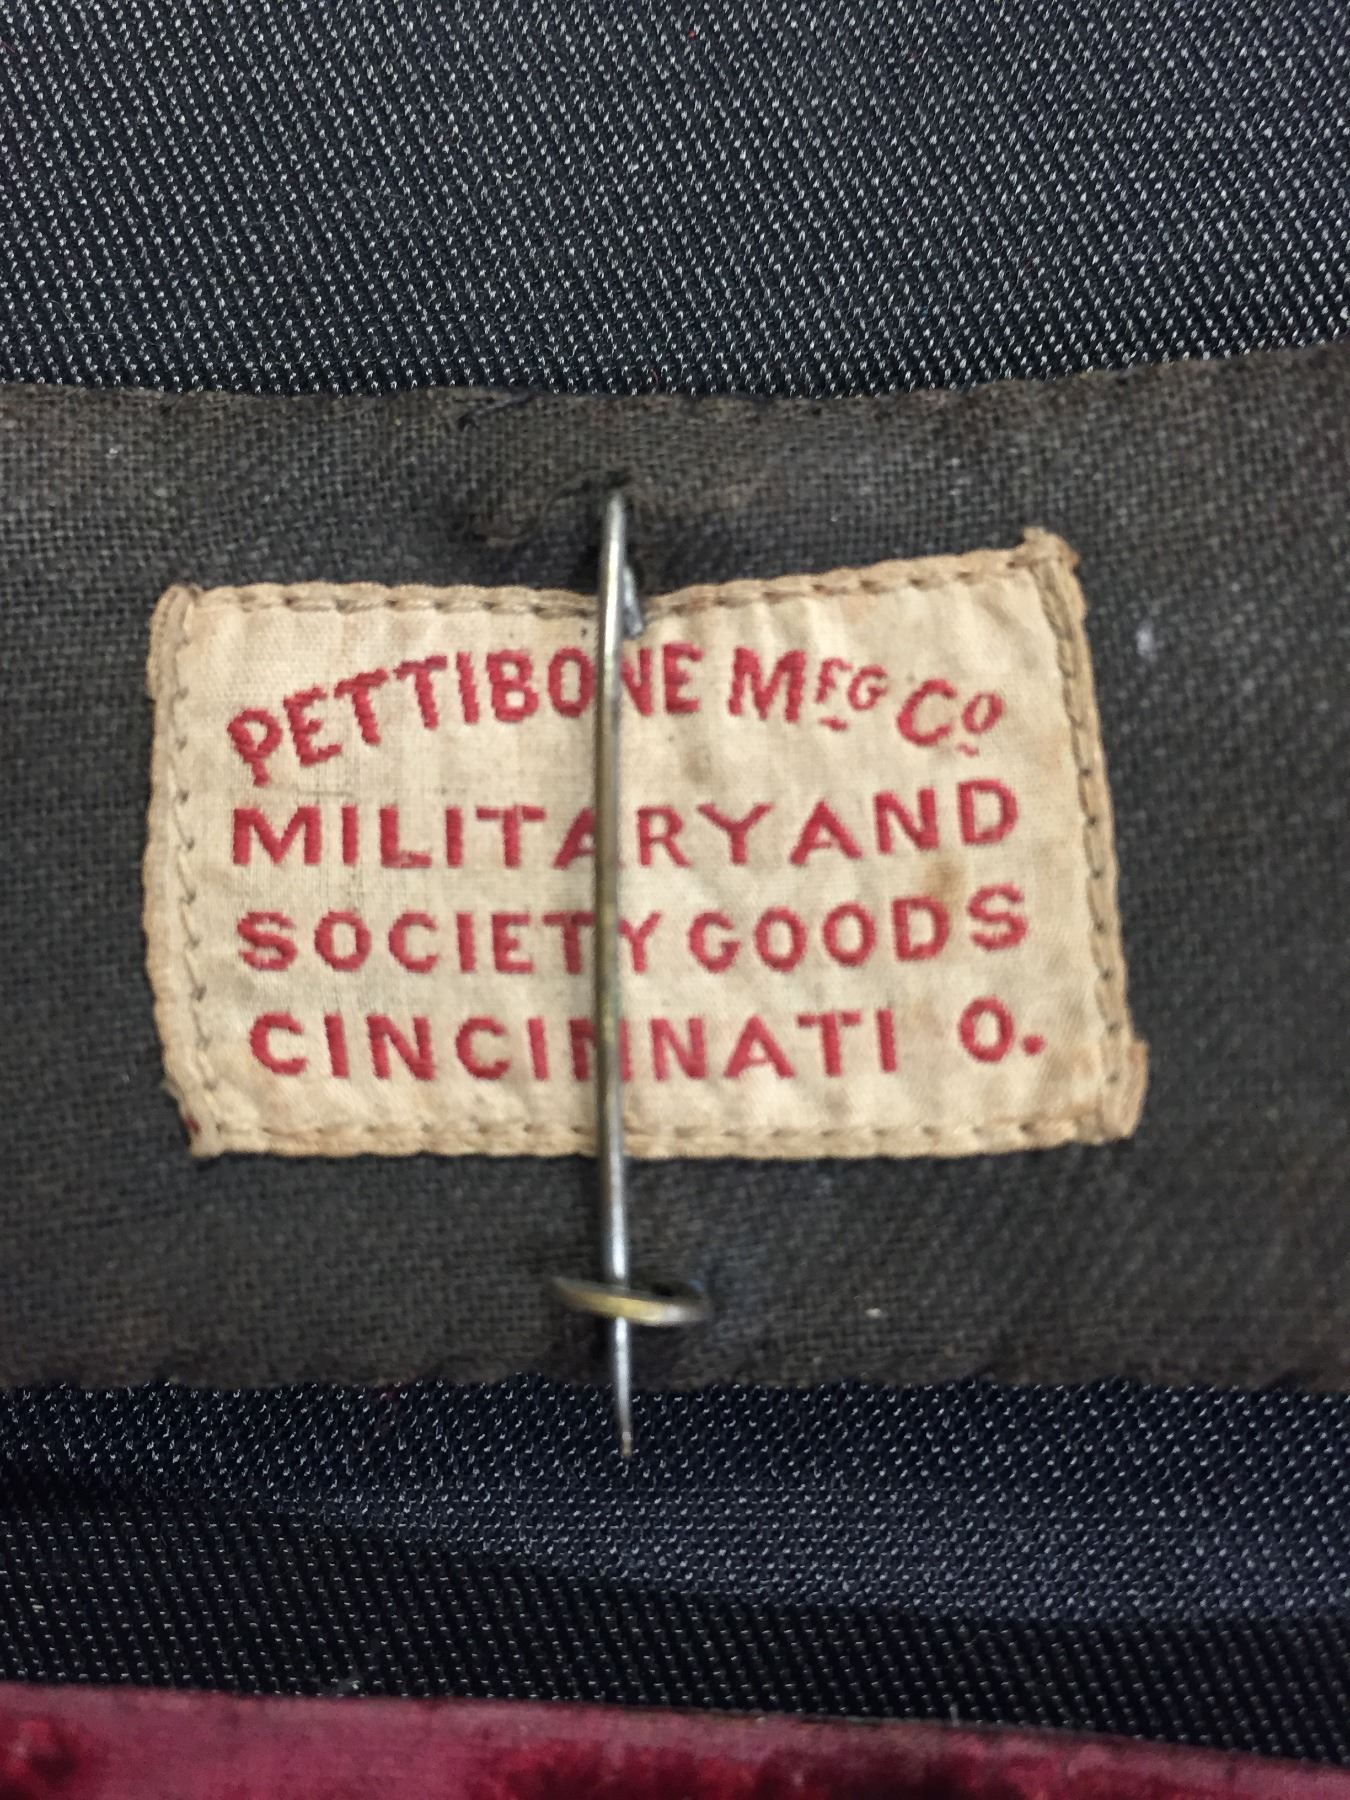 PETTIBONE MFG CO
MILITARY AND
SOCIETY GOODS
CINCINNATI O.